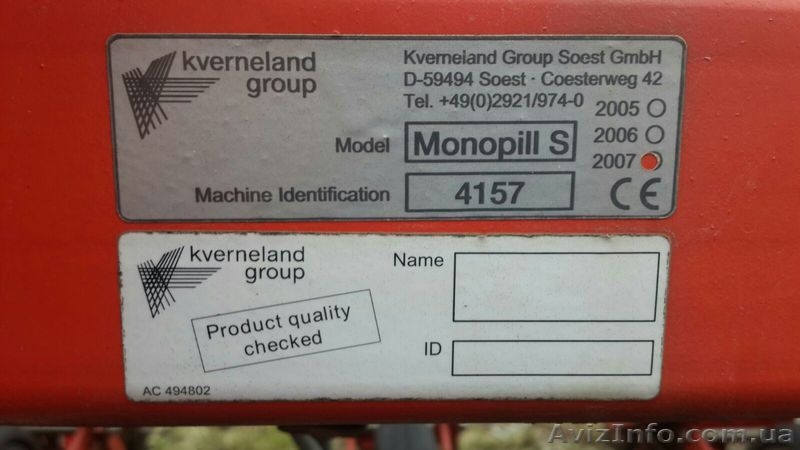 kverneland
group
Kverneland Group Soest GmbH
D-59494 Soest · Coesterweg 42
Tel. +49(0)2921/974-0
2005
2006
2007
Model Monopill S
Machine Identification 4157
CE
kverneland
group
Product quality
checked
AC 494802
Name
ID
AvizInfo.com.ua